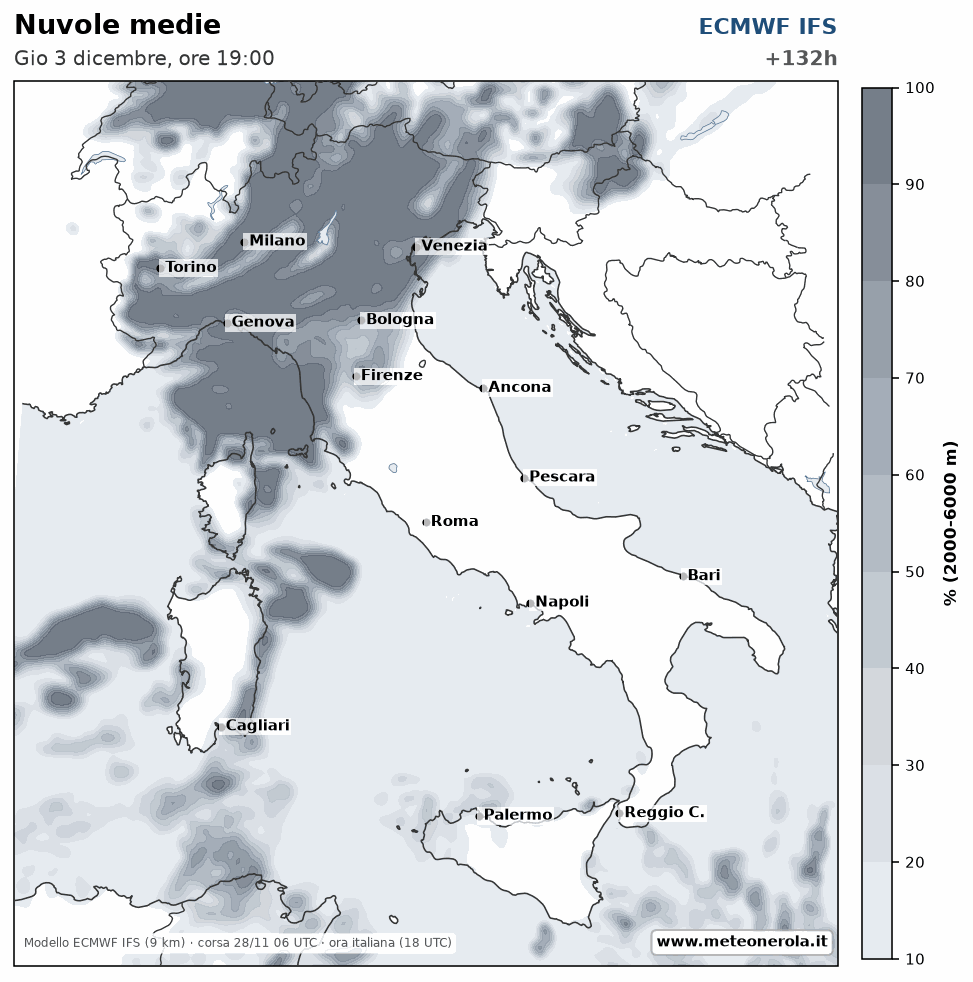 Nuvole medie
ECMWF IFS
Gio 3 dicembre, ore 19:00
+132h
Milano
Venezia
Torino
Genova
Bologna
Firenze
Ancona
Pescara
Roma
Bari
Napoli
Cagliari
Palermo
Reggio C.
Modello ECMWF IFS (9 km) · corsa 28/11 06 UTC · ora italiana (18 UTC)
www.meteonerola.it
100
90
80
70
60
50
40
30
20
10
% (2000-6000 m)